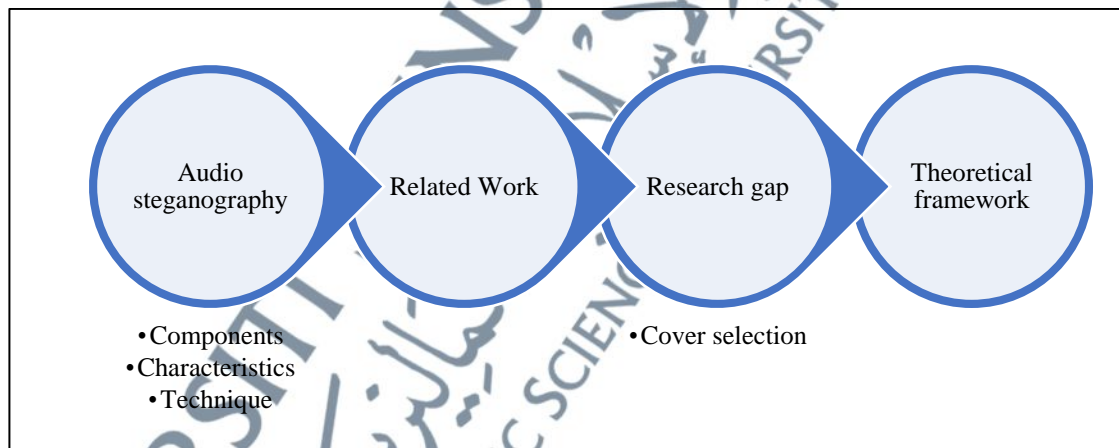 Audio
steganography
Related Work
Research gap
Theoretical
framework
•Components
•Characteristics
•Technique
•Cover selection